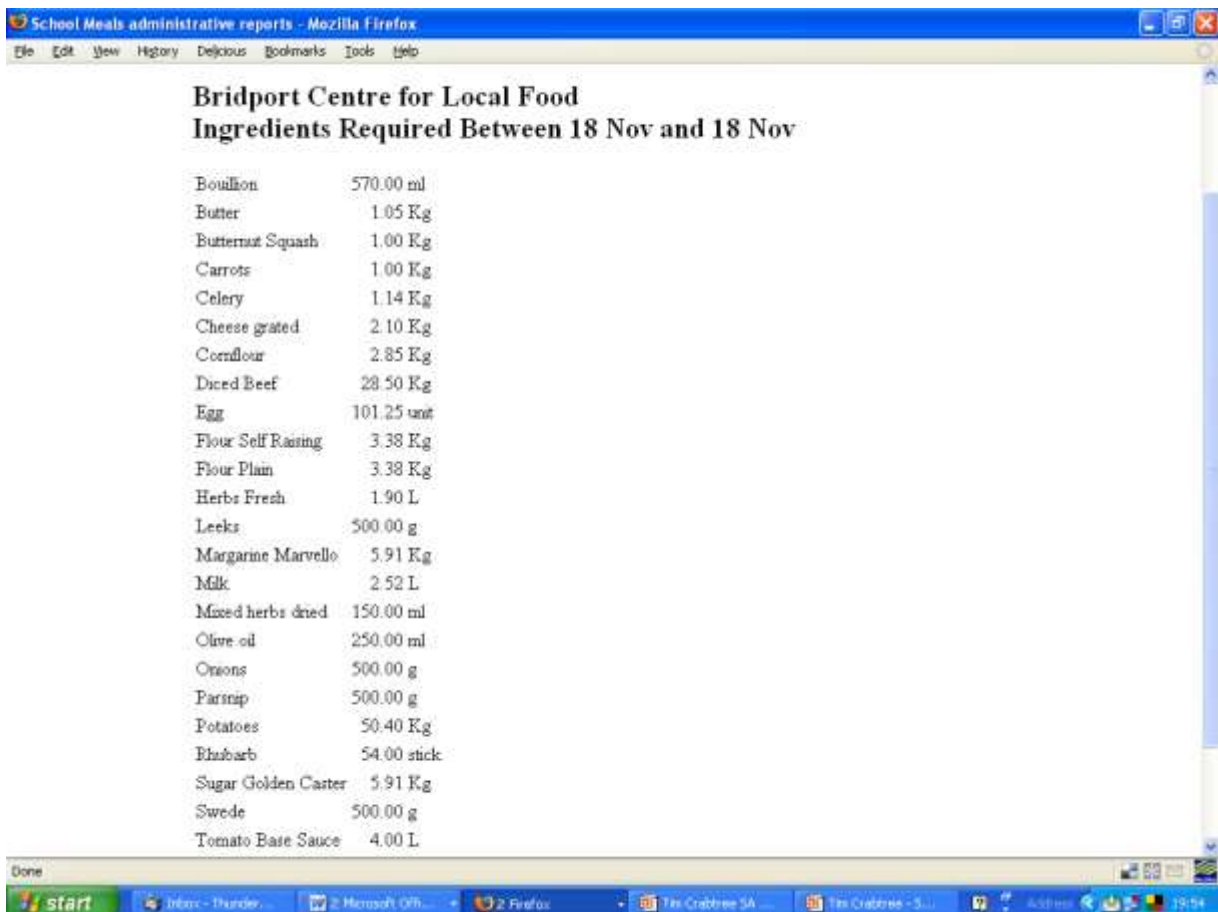 School Meals administrative reports - Mozilla Firefox
File Edit View History Delicious Bookmarks Tools Help
Bridport Centre for Local Food
Ingredients Required Between 18 Nov and 18 Nov
Bouillion 570.00 ml
Butter 1.05 Kg
Butternut Squash 1.00 Kg
Carrots 1.00 Kg
Celery 1.14 Kg
Cheese grated 2.10 Kg
Cornflour 2.85 Kg
Diced Beef 28.50 Kg
Egg 101.25 unit
Flour Self Raising 3.38 Kg
Flour Plain 3.38 Kg
Herbs Fresh 1.90 L
Leeks 500.00 g
Margarine Marvello 5.91 Kg
Milk 2.52 L
Mixed herbs dried 150.00 ml
Olive oil 250.00 ml
Onions 500.00 g
Parsnip 500.00 g
Potatoes 50.40 Kg
Rhubarb 54.00 stick
Sugar Golden Caster 5.91 Kg
Swede 500.00 g
Tomato Base Sauce 4.00 L
Done
start Inbox - Thunder... 2 Microsoft Offi... 2 Firefox Tim Crabtree SA ... Tim Crabtree - S... Address 19:54